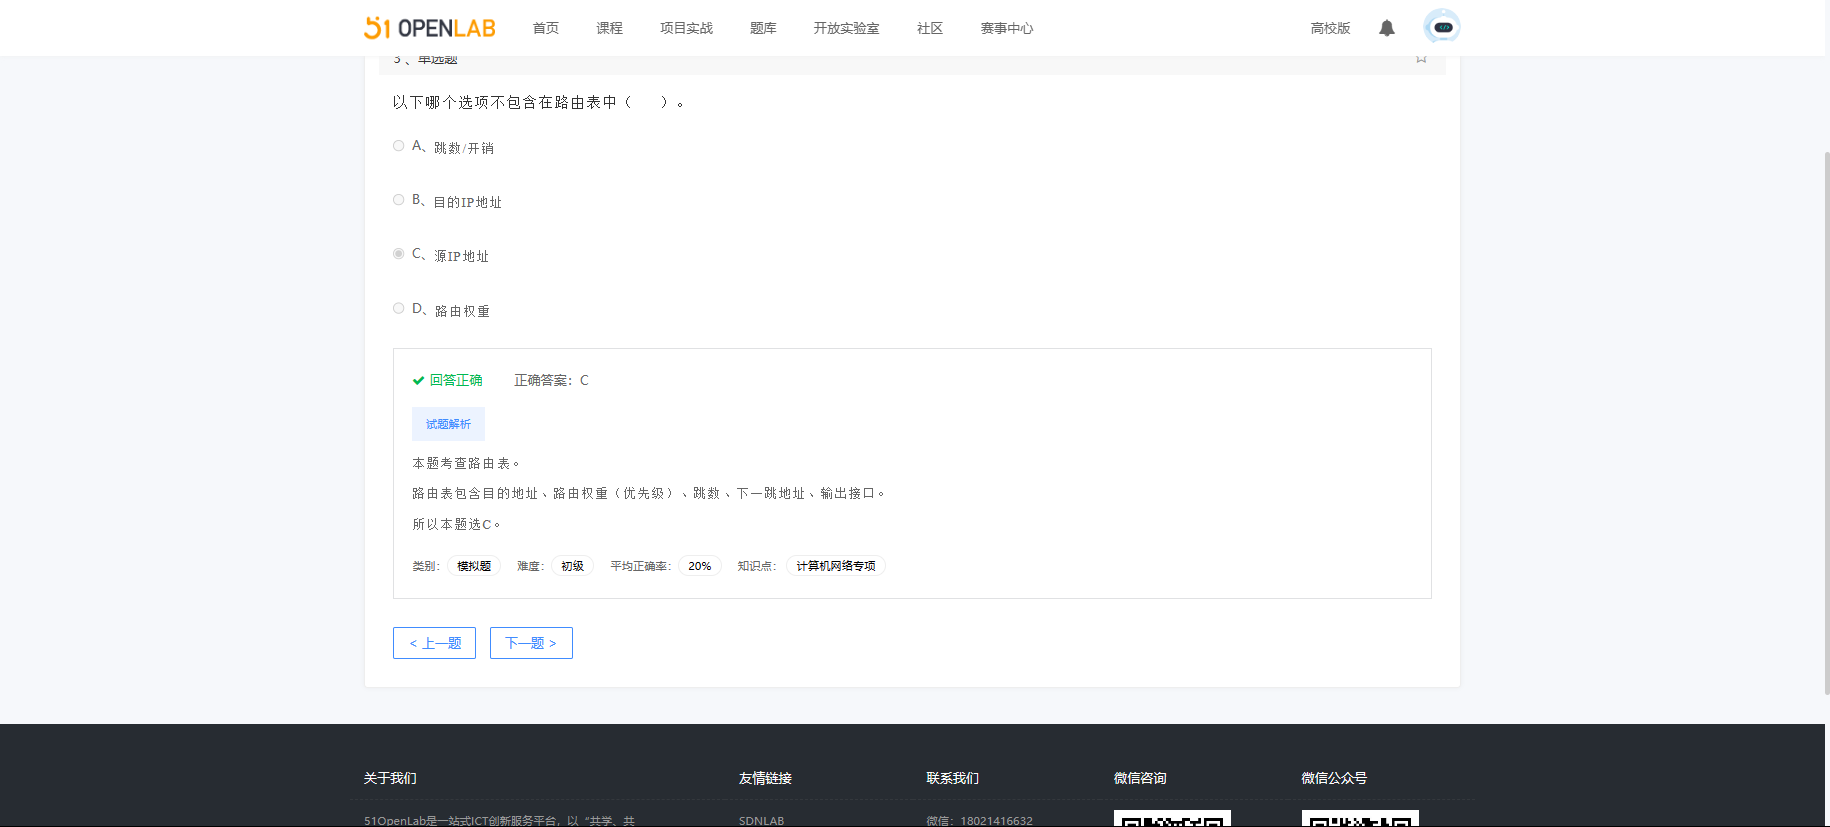 51 OPENLAB 首页 课程 项目实战 题库 开放实验室 社区 赛事中心 高校版
3 、单选题
以下哪个选项不包含在路由表中（　）。
A、跳数/开销
B、目的IP地址
C、源IP地址
D、路由权重
回答正确 正确答案：C
试题解析
本题考查路由表。
路由表包含目的地址、路由权重（优先级）、跳数、下一跳地址、输出接口。
所以本题选C。
类别： 模拟题 难度： 初级 平均正确率： 20% 知识点： 计算机网络专项
< 上一题 下一题 >
关于我们 友情链接 联系我们 微信咨询 微信公众号
51OpenLab是一站式ICT创新服务平台，以“共学、共 SDNLAB 微信：18021416632